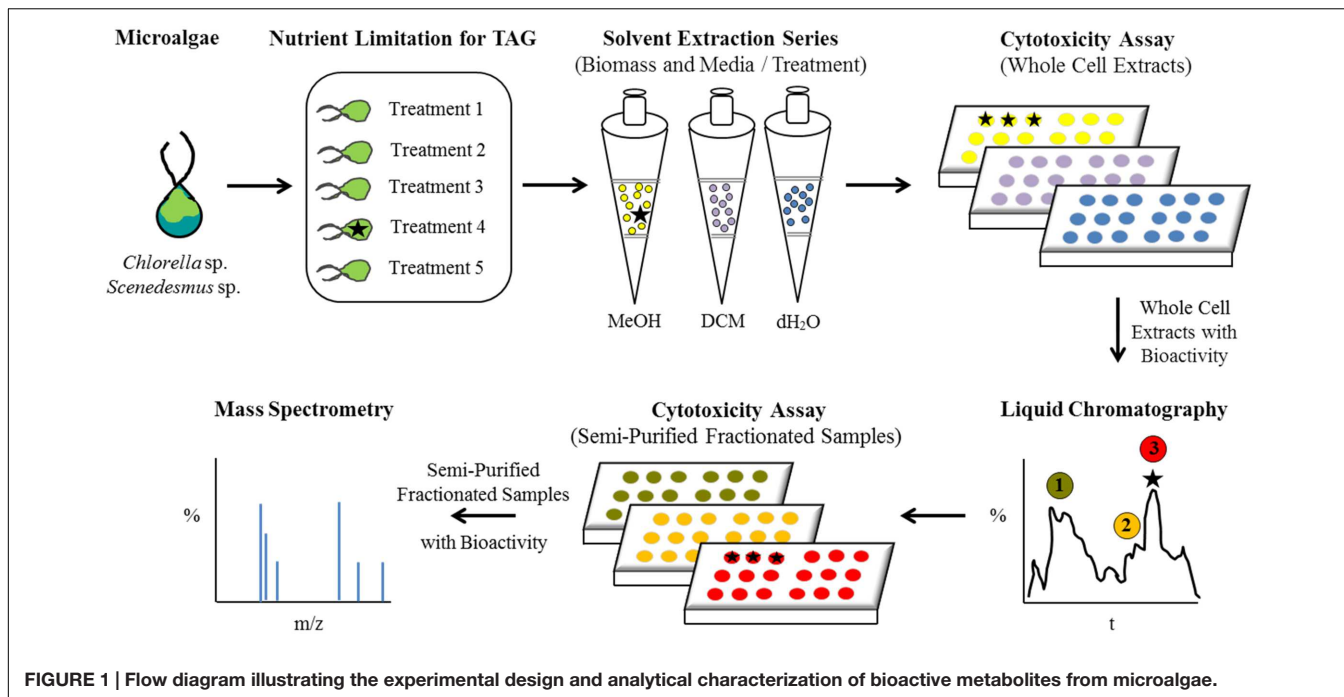 Microalgae
Chlorella sp.
Scenedesmus sp.
Nutrient Limitation for TAG
Treatment 1
Treatment 2
Treatment 3
Treatment 4
Treatment 5
Solvent Extraction Series
(Biomass and Media / Treatment)
MeOH
DCM
dH₂O
Cytotoxicity Assay
(Whole Cell Extracts)
Whole Cell
Extracts with
Bioactivity
Liquid Chromatography
1
2
3
%
t
Cytotoxicity Assay
(Semi-Purified Fractionated Samples)
Semi-Purified
Fractionated Samples
with Bioactivity
Mass Spectrometry
%
m/z
FIGURE 1 | Flow diagram illustrating the experimental design and analytical characterization of bioactive metabolites from microalgae.